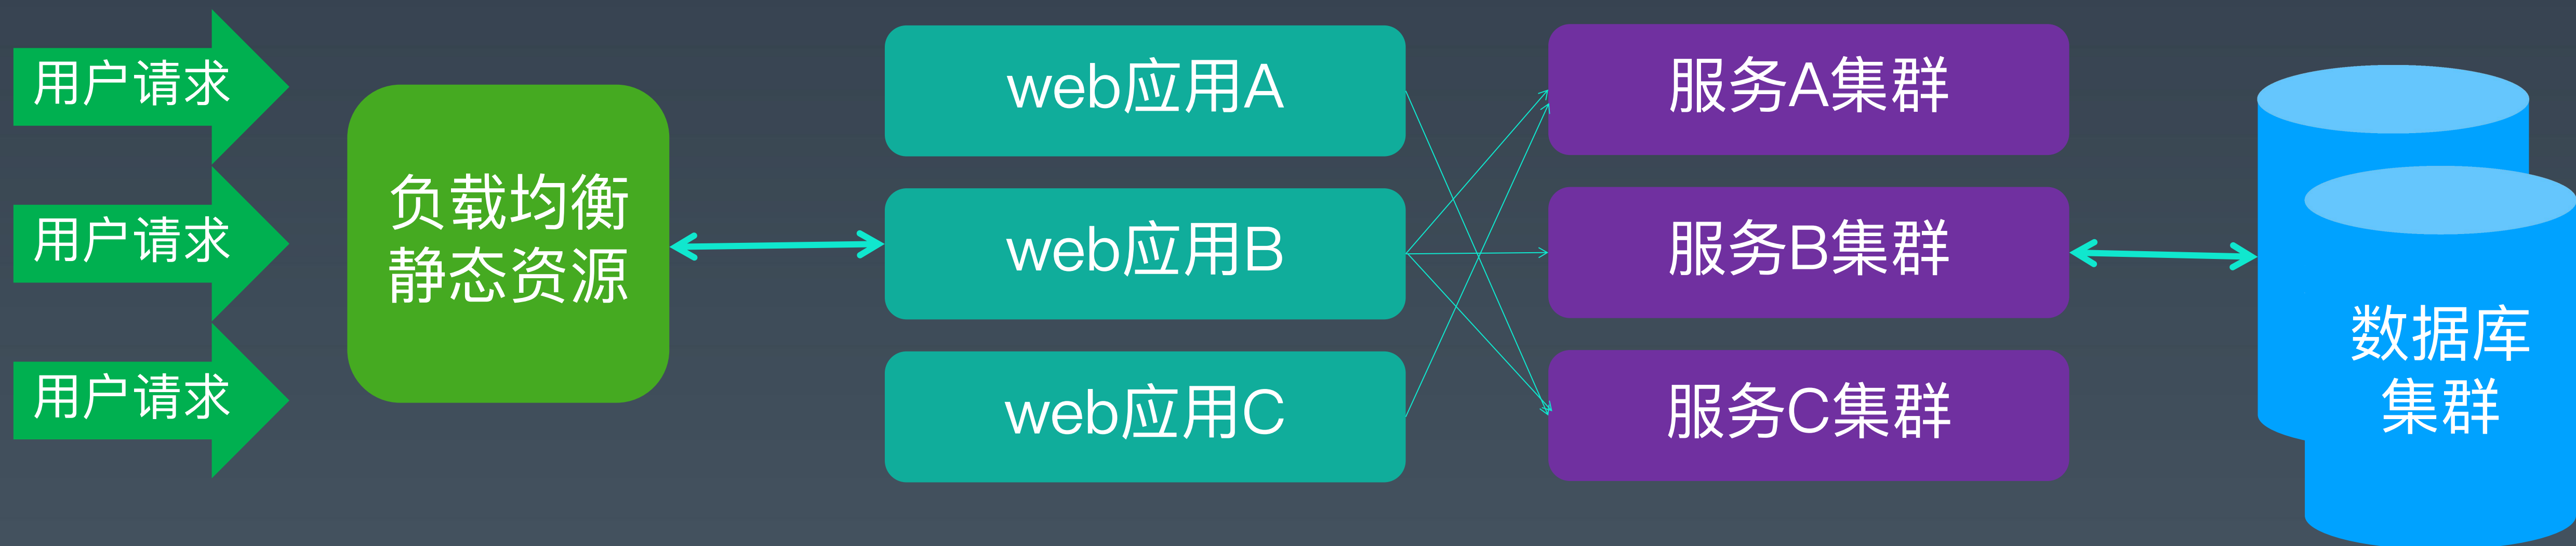 用户请求
用户请求
用户请求
负载均衡
静态资源
web应用A
web应用B
web应用C
服务A集群
服务B集群
服务C集群
数据库
集群